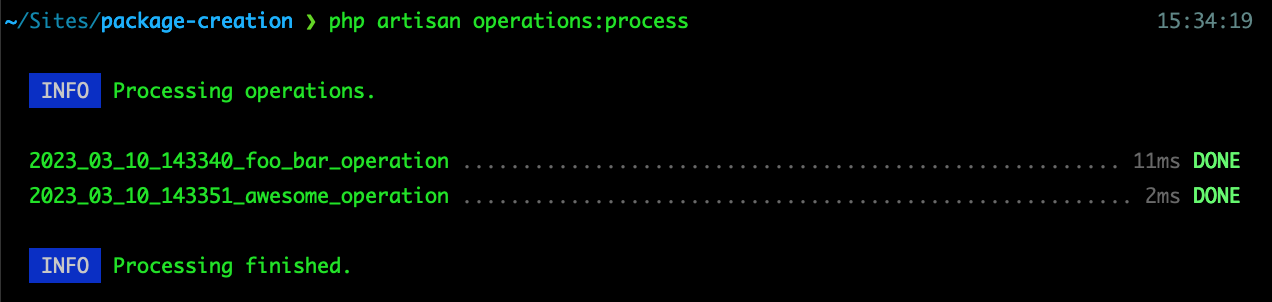 ~/Sites/package-creation ❯ php artisan operations:process 15:34:19
INFO Processing operations.
2023_03_10_143340_foo_bar_operation ....................................................... 11ms DONE
2023_03_10_143351_awesome_operation ........................................................ 2ms DONE
INFO Processing finished.